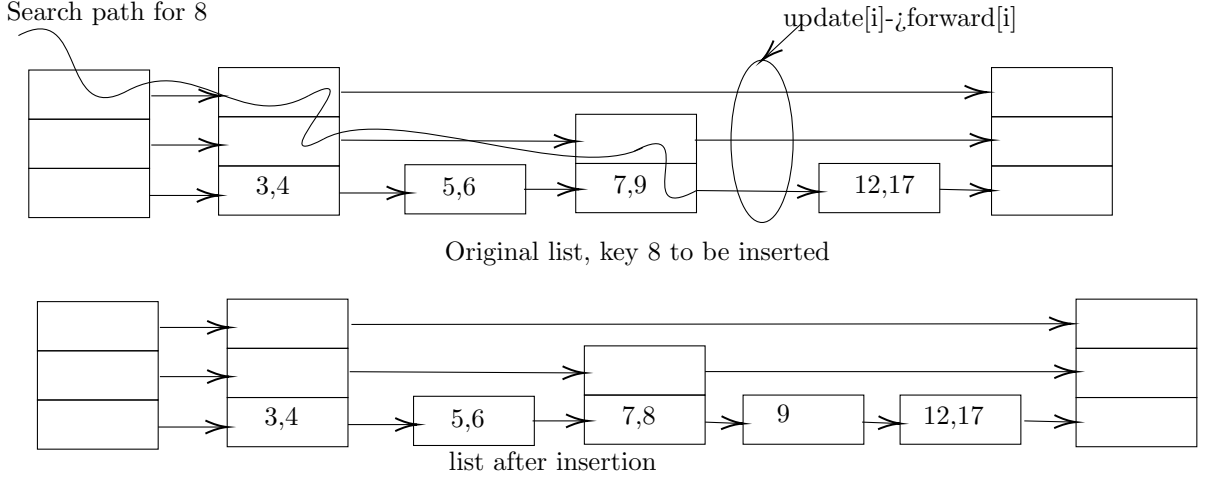 Search path for 8
update[i]-¿forward[i]
3,4
5,6
7,9
12,17
Original list, key 8 to be inserted
3,4
5,6
7,8
9
12,17
list after insertion